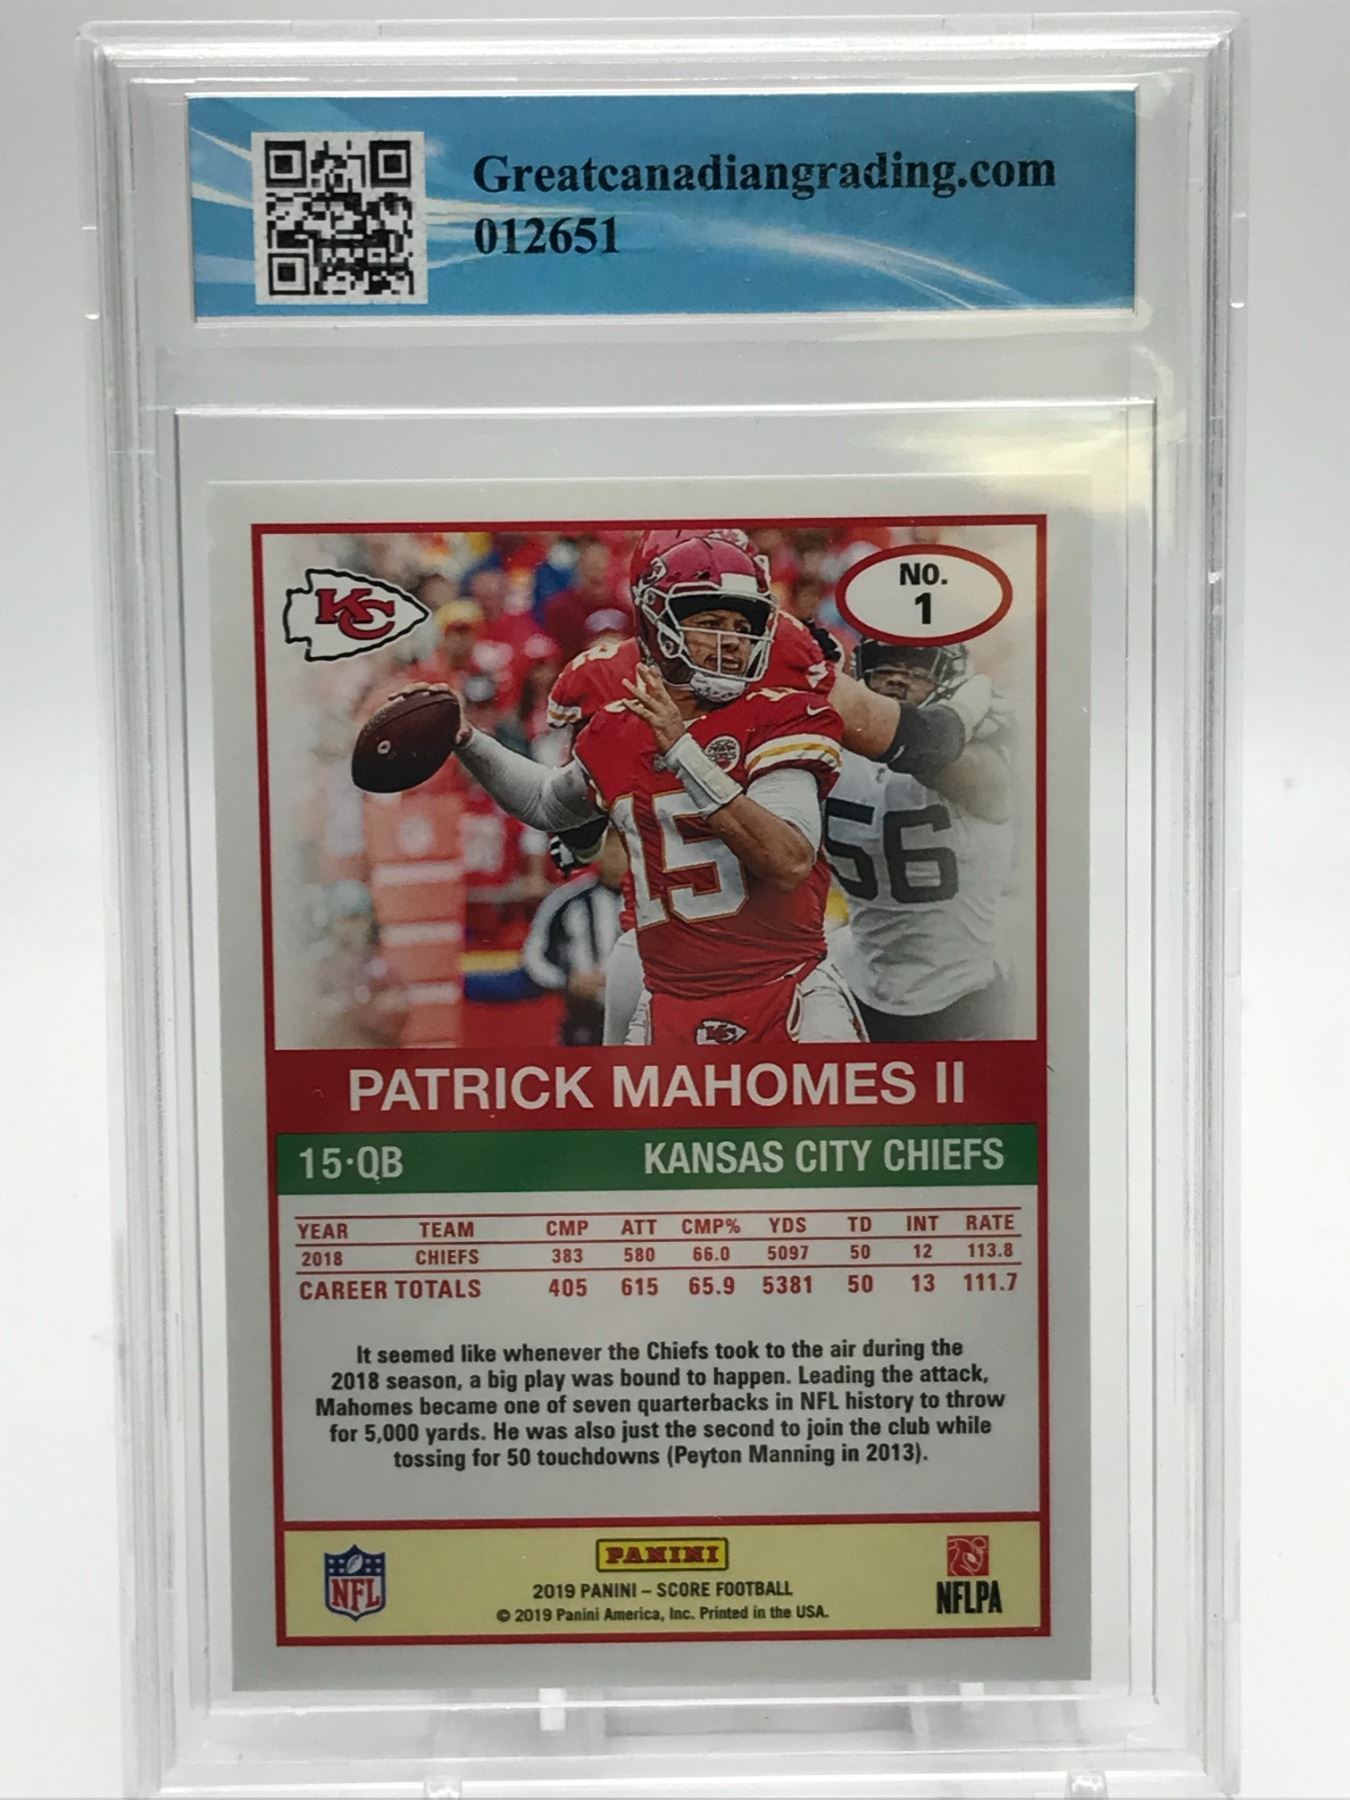 Greatcanadiangrading.com
012651
KC
NO.
1
15
56
KC
PATRICK MAHOMES II
15·QB KANSAS CITY CHIEFS
YEAR TEAM CMP ATT CMP% YDS TD INT RATE
2018 CHIEFS 383 580 66.0 5097 50 12 113.8
CAREER TOTALS 405 615 65.9 5381 50 13 111.7
It seemed like whenever the Chiefs took to the air during the
2018 season, a big play was bound to happen. Leading the attack,
Mahomes became one of seven quarterbacks in NFL history to throw
for 5,000 yards. He was also just the second to join the club while
tossing for 50 touchdowns (Peyton Manning in 2013).
NFL
PANINI
2019 PANINI – SCORE FOOTBALL
© 2019 Panini America, Inc. Printed in the USA.
NFLPA